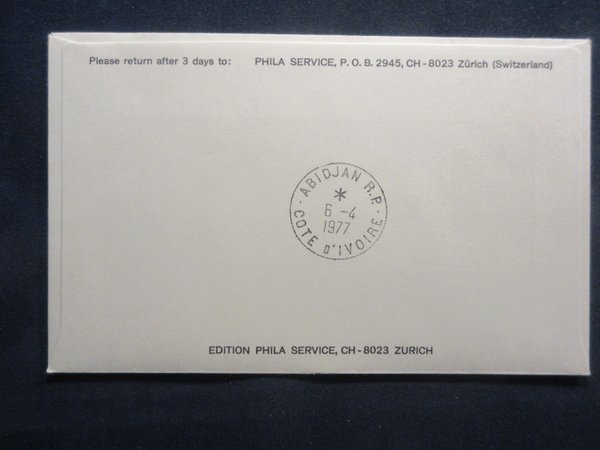 Please return after 3 days to: PHILA SERVICE, P. O. B. 2945, CH-8023 Zürich (Switzerland)
ABIDJAN R.P.
*
6 -4
1977
COTE D'IVOIRE
EDITION PHILA SERVICE, CH-8023 ZURICH